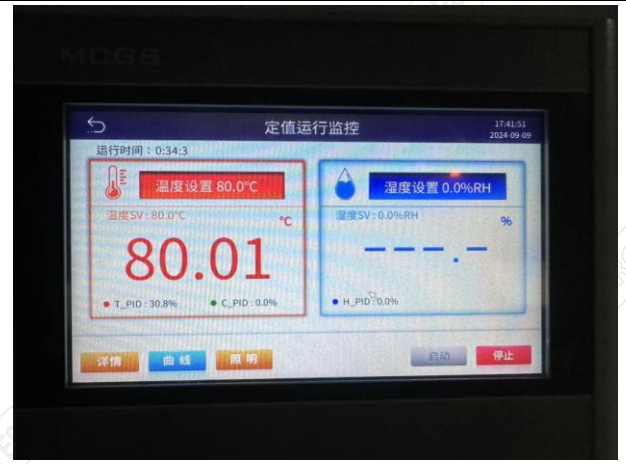 MCGS
定值运行监控
17:41:51
2024-09-09
运行时间：0:34:3
温度设置 80.0°C
温度SV : 80.0°C
°C
80.01
T_PID : 30.8%
C_PID : 0.0%
湿度设置 0.0%RH
湿度SV : 0.0%RH
%
---.-
H_PID : 0.0%
详情
曲 线
照 明
启动
停止